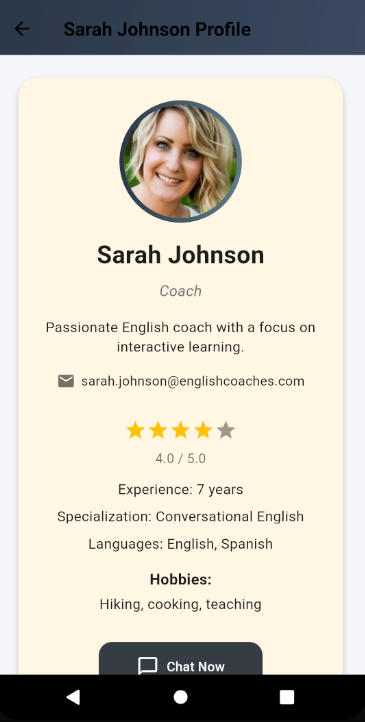 Sarah Johnson Profile
Sarah Johnson
Coach
Passionate English coach with a focus on
interactive learning.
sarah.johnson@englishcoaches.com
4.0 / 5.0
Experience: 7 years
Specialization: Conversational English
Languages: English, Spanish
Hobbies:
Hiking, cooking, teaching
Chat Now